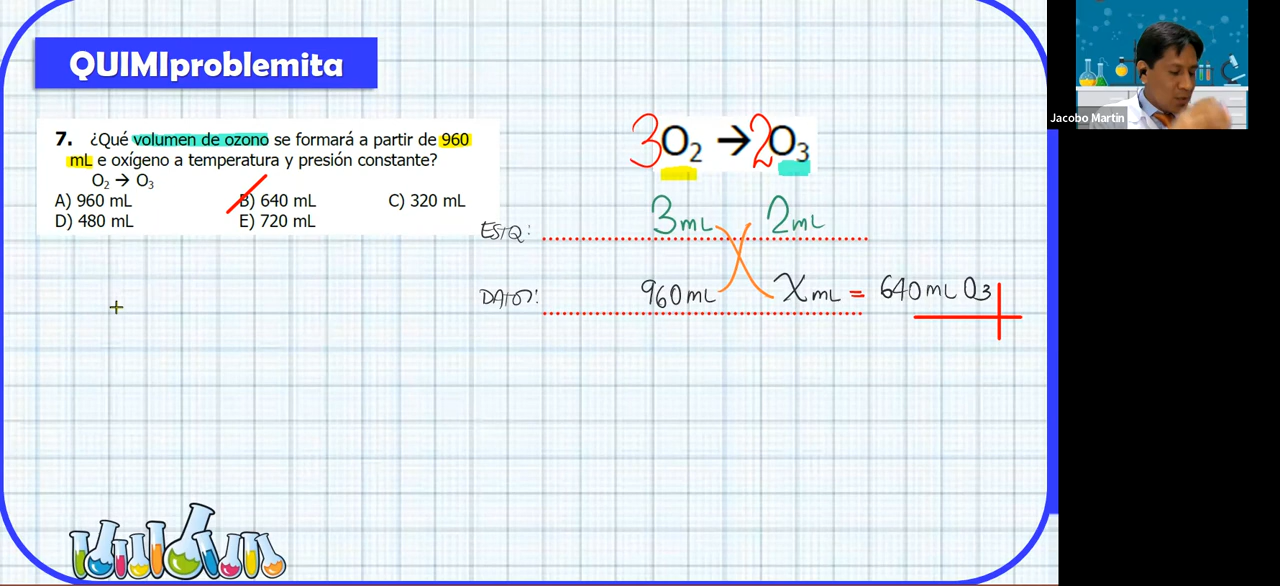 QUIMIproblemita
7. ¿Qué volumen de ozono se formará a partir de 960
mL e oxígeno a temperatura y presión constante?
O₂ → O₃
A) 960 mL B) 640 mL C) 320 mL
D) 480 mL E) 720 mL
3O₂ → 2O₃
ESTQ: 3mL 2mL
DATOS: 960mL XmL = 640mL O3
Jacobo Martin